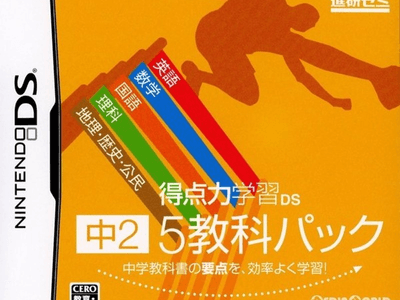 進研ゼミ
NINTENDO DS
英語
数学
国語
理科
地理・歴史・公民
得点力学習DS
中2 5教科パック
中学教科書の要点を、効率よく学習!
CERO
教育・